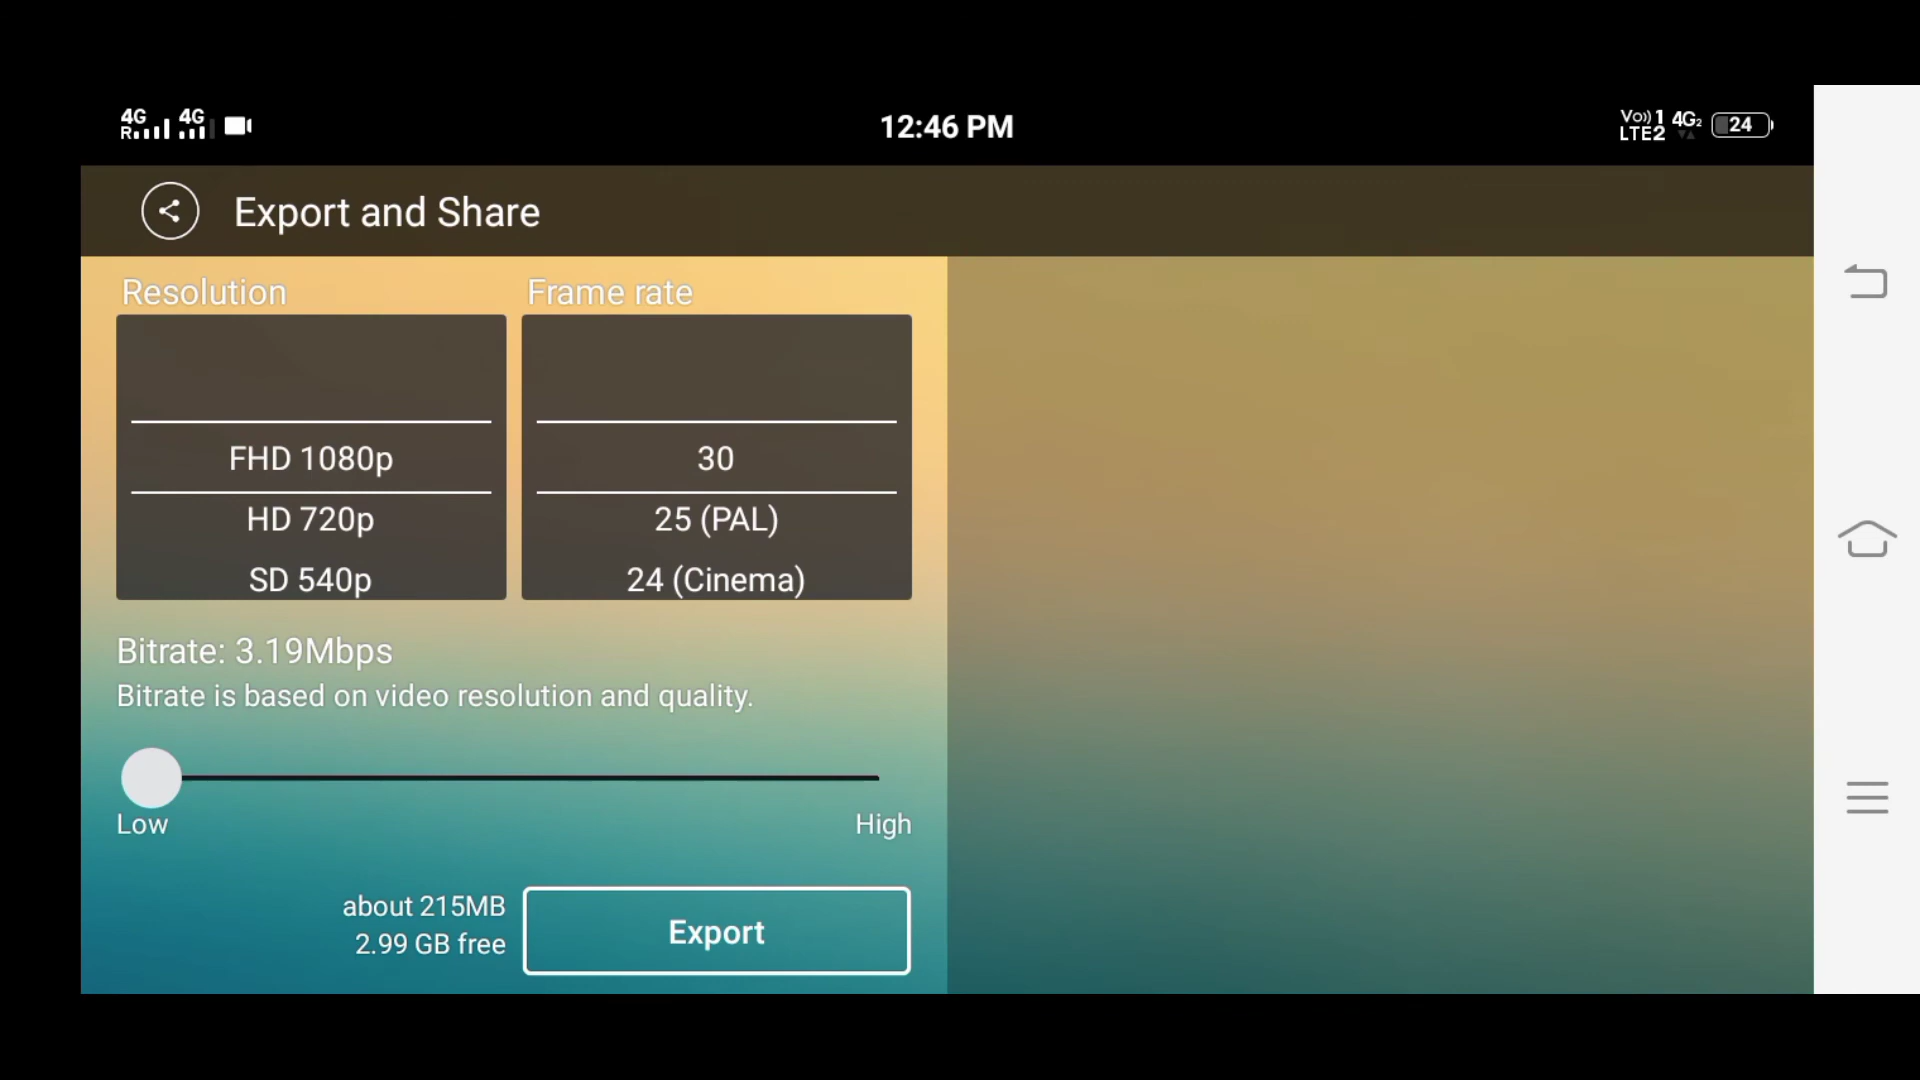 4G 4G
R
12:46 PM
Vo)) 1 4G2
LTE2
24
Export and Share
Resolution
Frame rate
FHD 1080p
30
HD 720p
25 (PAL)
SD 540p
24 (Cinema)
Bitrate: 3.19Mbps
Bitrate is based on video resolution and quality.
Low
High
about 215MB
2.99 GB free
Export